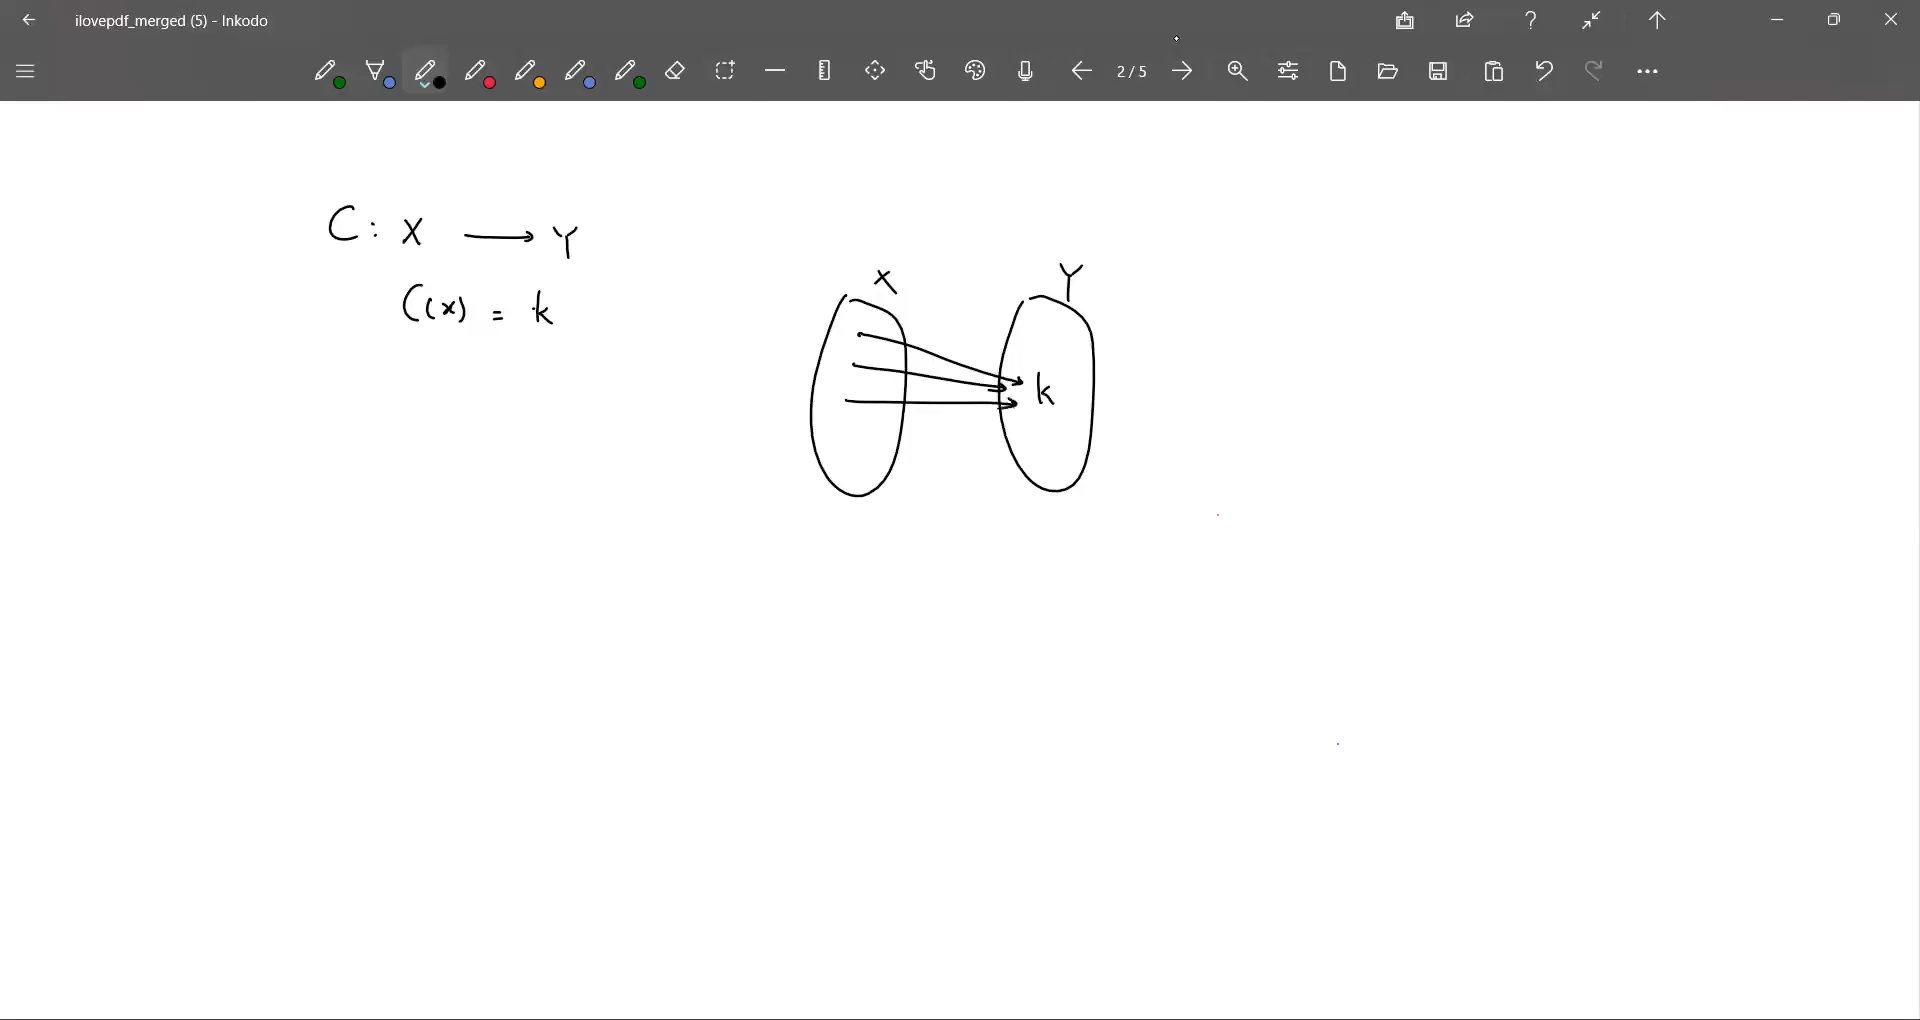 ilovepdf_merged (5) - Inkodo
2 / 5
C: X → Y
C(x) = k
X Y
k